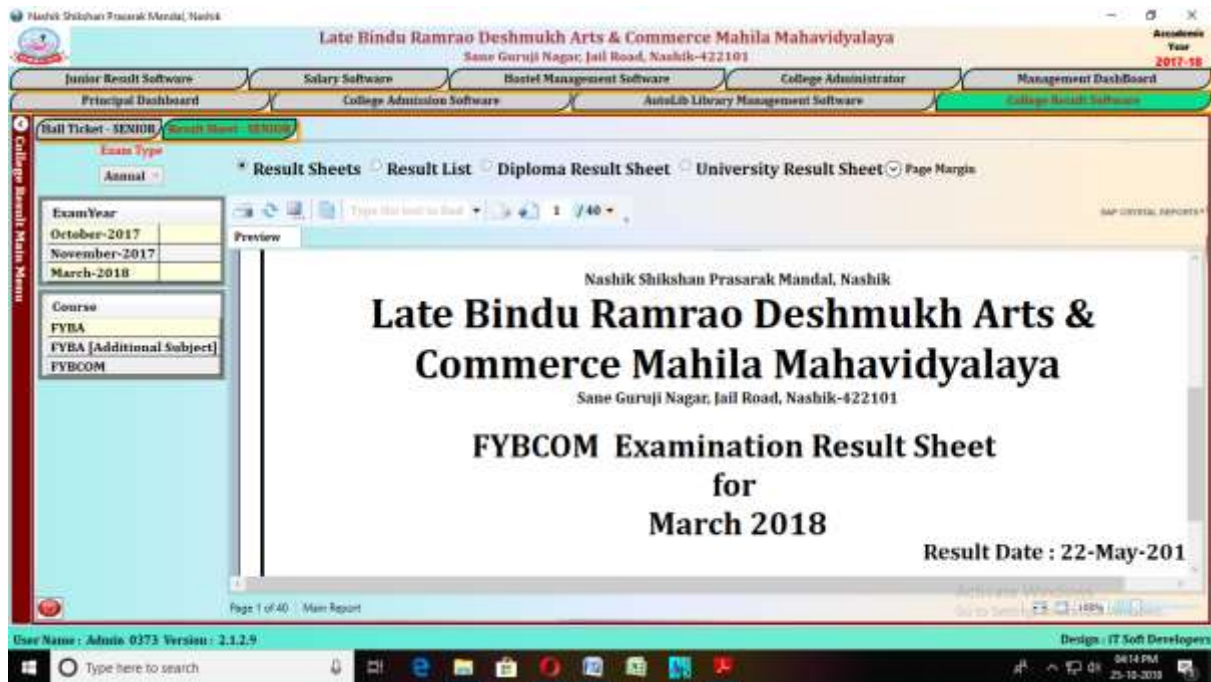 Nashik Shikshan Prasarak Mandal, Nashik
Late Bindu Ramrao Deshmukh Arts & Commerce Mahila Mahavidyalaya
Sane Guruji Nagar, Jail Road, Nashik-422101
Accademic
Year
2017-18
Junior Result Software
Salary Software
Hostel Management Software
College Administrator
Management DashBoard
Principal Dashboard
College Admission Software
AutoLib Library Management Software
College Result Software
College Result Main Menu
Hall Ticket - SENIOR
Result Sheet - SENIOR
Exam Type
Annual
Result Sheets
Result List
Diploma Result Sheet
University Result Sheet
Page Margin
ExamYear
October-2017
November-2017
March-2018
Course
FYBA
FYBA [Additional Subject]
FYBCOM
Type the text to find
1 / 40
SAP CRYSTAL REPORTS
Preview
Nashik Shikshan Prasarak Mandal, Nashik
Late Bindu Ramrao Deshmukh Arts &
Commerce Mahila Mahavidyalaya
Sane Guruji Nagar, Jail Road, Nashik-422101
FYBCOM Examination Result Sheet
for
March 2018
Result Date : 22-May-201
Activate Windows
Page 1 of 40
Main Report
100%
User Name : Admin 0373 Version : 2.1.2.9
Design : IT Soft Developers
Type here to search
04:14 PM
25-10-2018